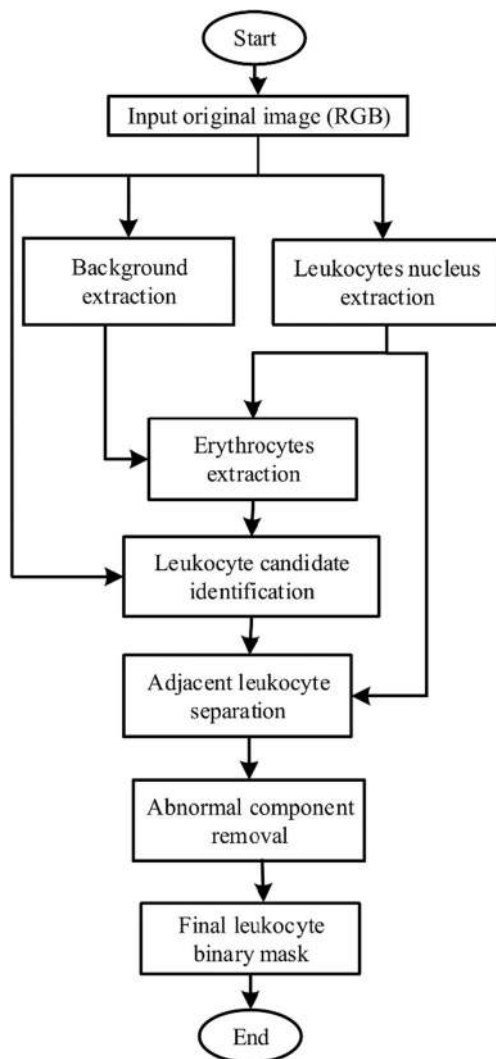 Start
Input original image (RGB)
Background
extraction
Leukocytes nucleus
extraction
Erythrocytes
extraction
Leukocyte candidate
identification
Adjacent leukocyte
separation
Abnormal component
removal
Final leukocyte
binary mask
End